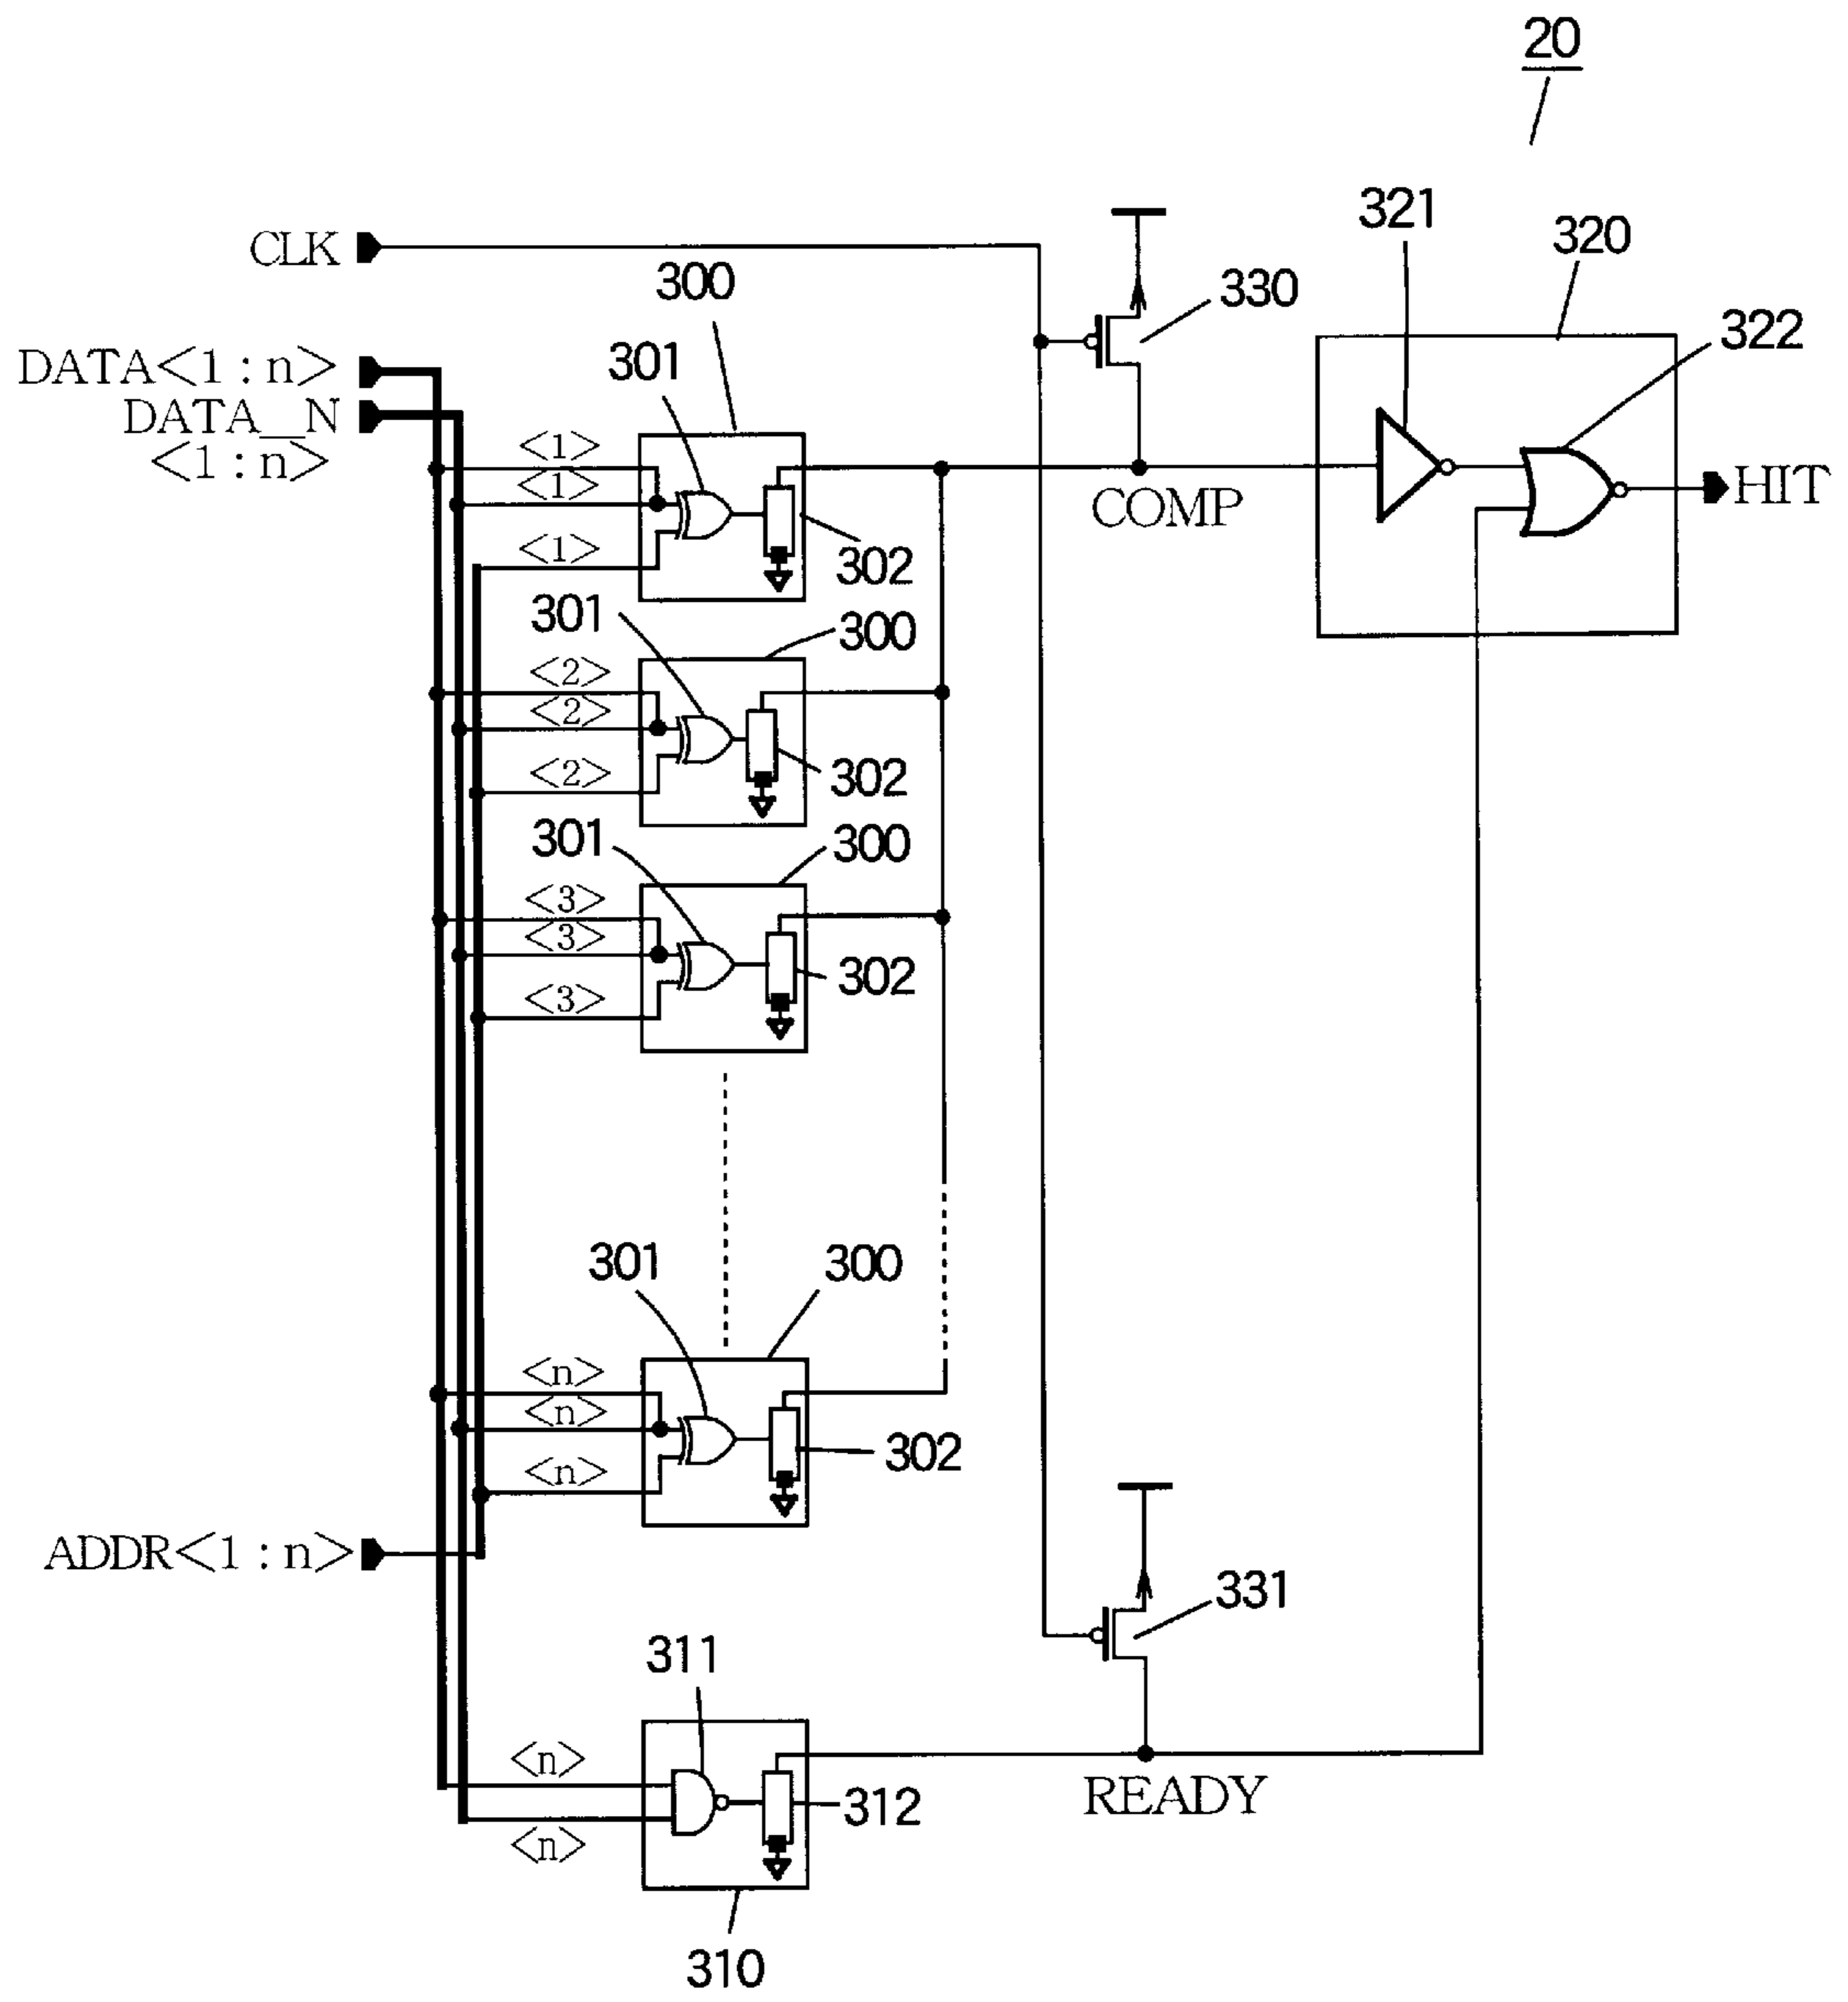 20
321
320
CLK
300
330
322
DATA<1:n>
301
DATA_N
<1:n>
<1>
<1>
HIT
COMP
<1>
302
301
300
<2>
<2>
<2>
302
301
300
<3>
<3>
302
<3>
301
300
<n>
<n>
302
<n>
ADDR<1:n>
331
311
<n>
READY
312
<n>
310